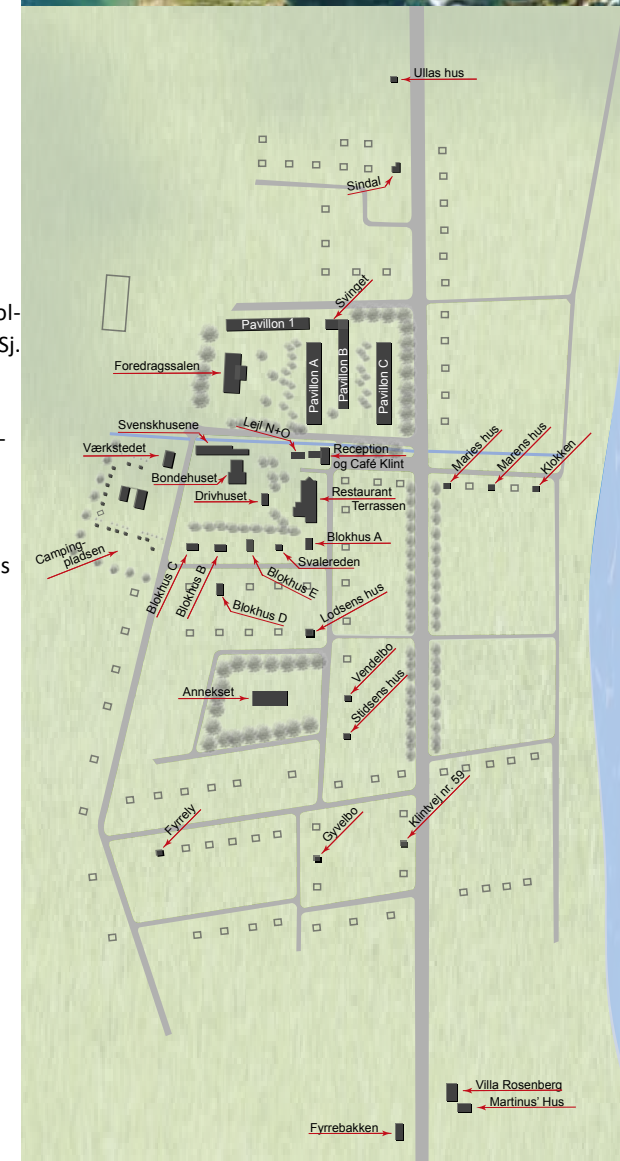 Ullas hus
Sindal
Svinget
ol-
Sj.
Pavillon 1
Pavillon A
Pavillon B
Pavillon C
Foredragssalen
Svenskhusene
Lejl N+O
-
Værkstedet
Reception
og Café Klint
Maries hus
Marens hus
Klokken
Bondehuset
Drivhuset
Restaurant
Terrassen
Camping-
pladsen
s
Blokhus A
Svalereden
Blokhus C
Blokhus B
Blokhus E
Blokhus D
Lodsens hus
Vendelbo
Annekset
Stidsens hus
Klintvej nr. 59
Fyrrely
Gyvelbo
Villa Rosenberg
Martinus' Hus
Fyrrebakken